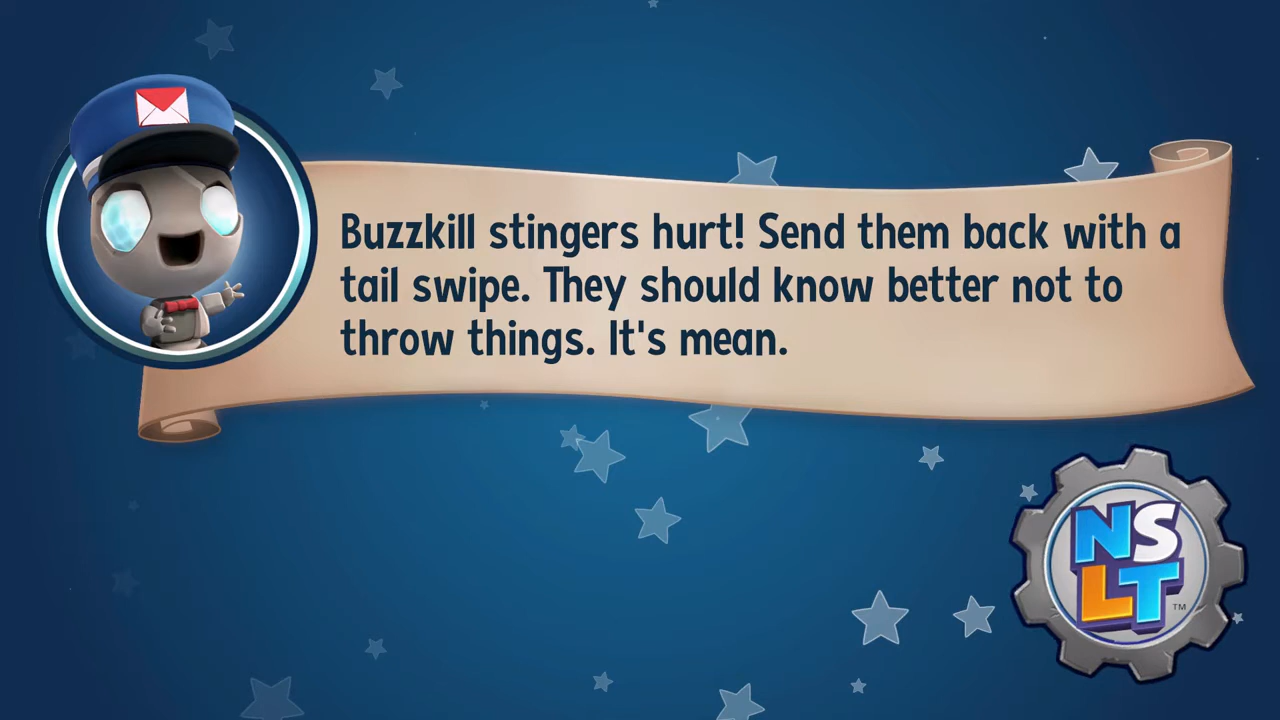 Buzzkill stingers hurt! Send them back with a
tail swipe. They should know better not to
throw things. It's mean.
NS
LT
TM